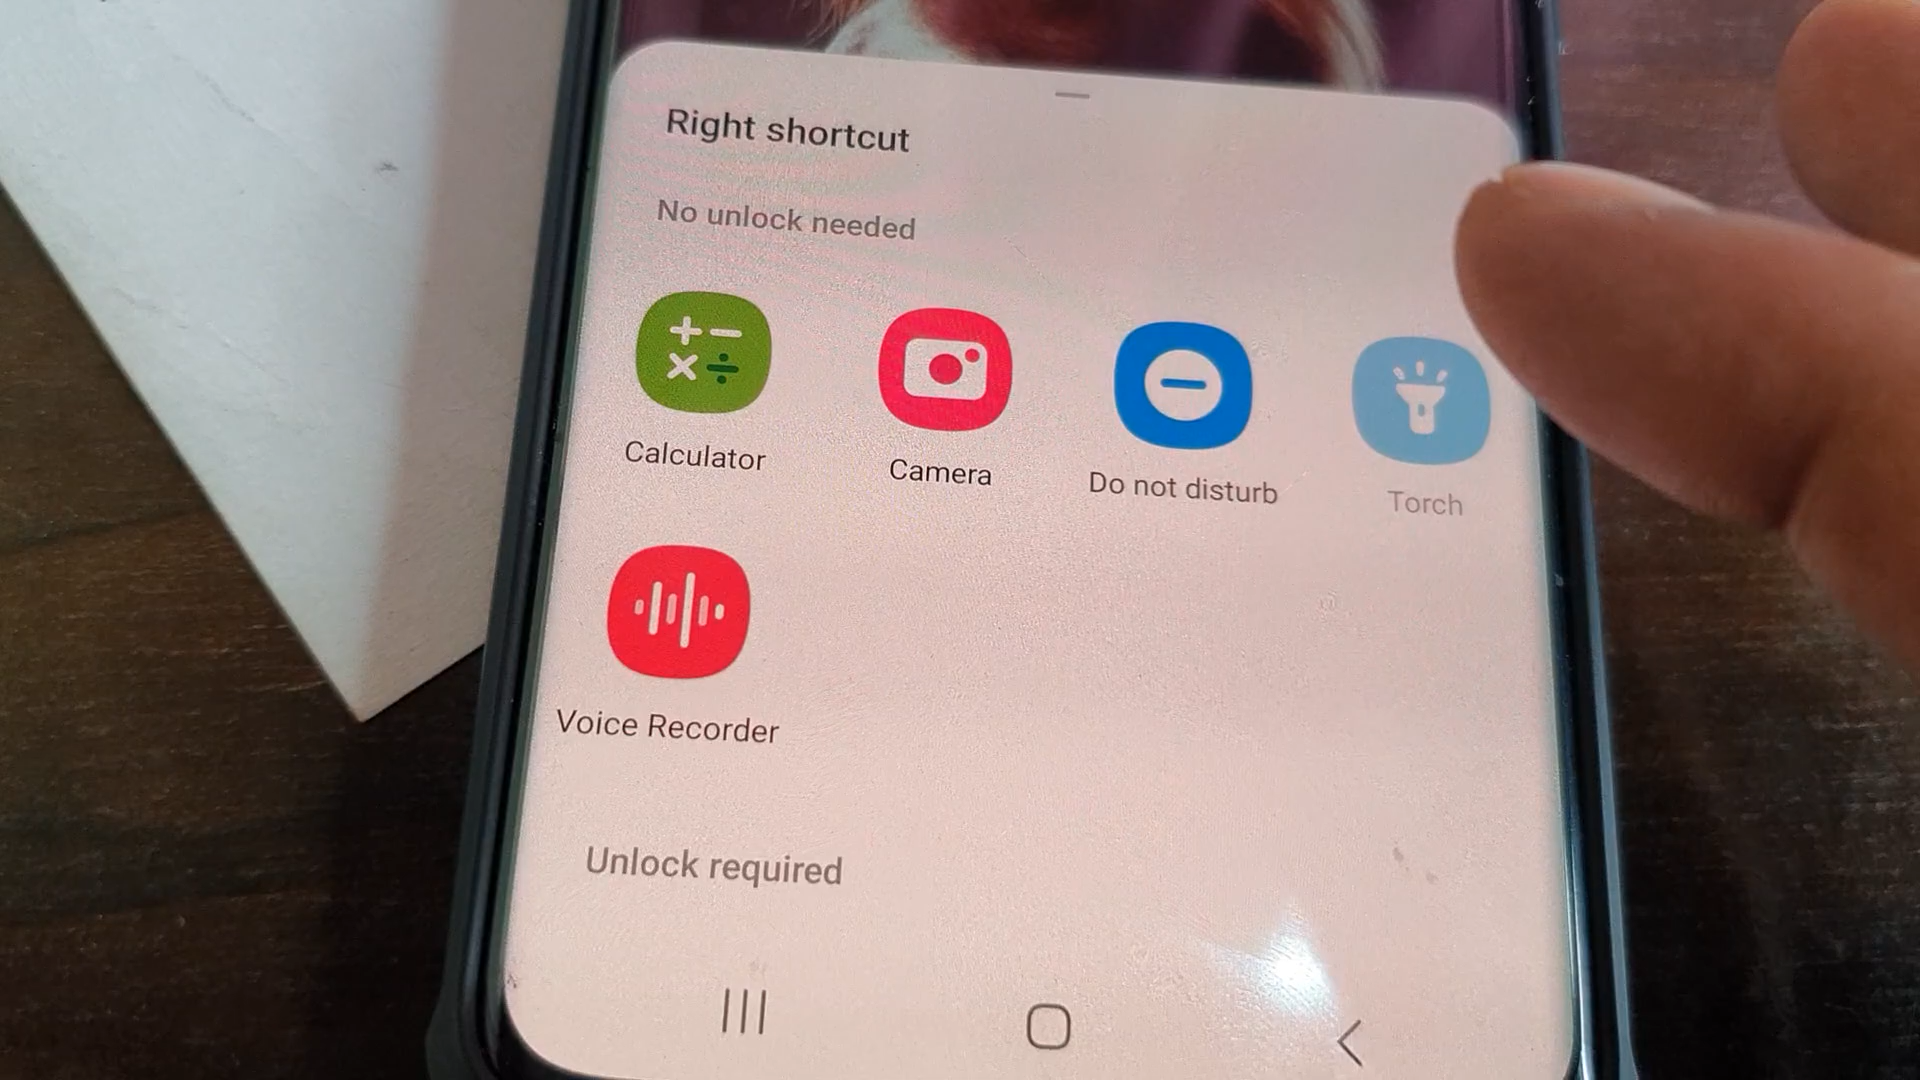 Right shortcut
No unlock needed
Calculator
Camera
Do not disturb
Torch
Voice Recorder
Unlock required